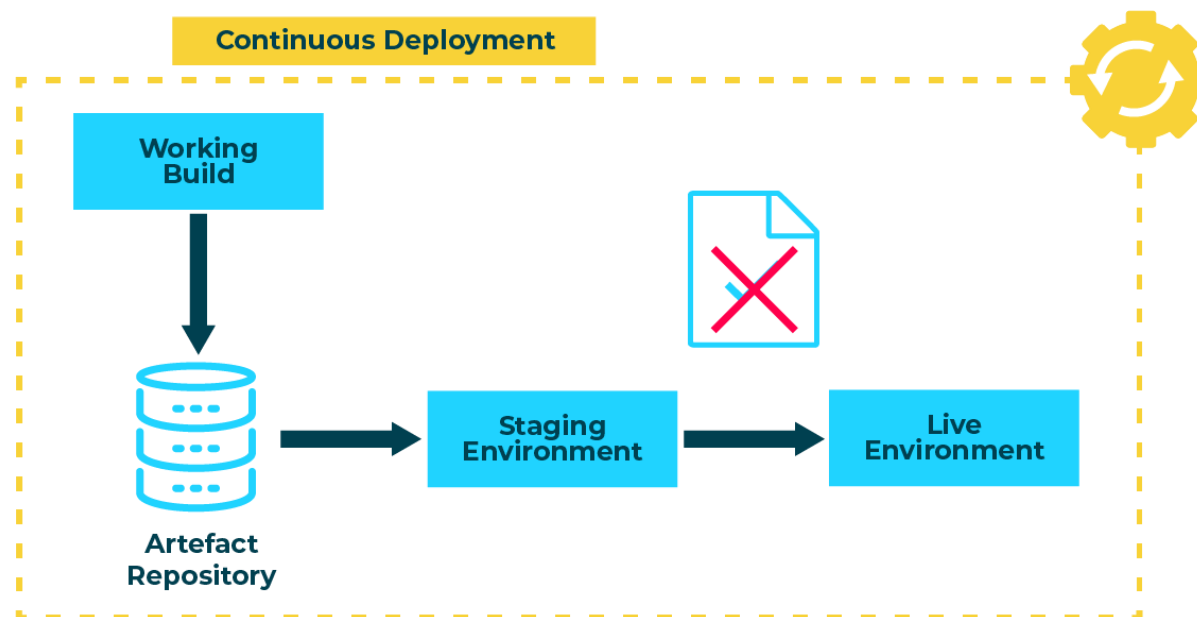 Continuous Deployment
Working
Build
Artefact
Repository
Staging
Environment
Live
Environment